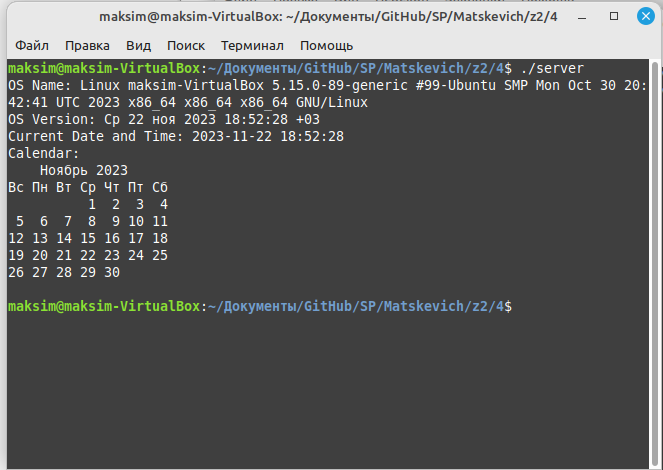 maksim@maksim-VirtualBox: ~/Документы/GitHub/SP/Matskevich/z2/4
Файл Правка Вид Поиск Терминал Помощь
maksim@maksim-VirtualBox:~/Документы/GitHub/SP/Matskevich/z2/4$ ./server
OS Name: Linux maksim-VirtualBox 5.15.0-89-generic #99-Ubuntu SMP Mon Oct 30 20:
42:41 UTC 2023 x86_64 x86_64 x86_64 GNU/Linux
OS Version: Ср 22 ноя 2023 18:52:28 +03
Current Date and Time: 2023-11-22 18:52:28
Calendar:
    Ноябрь 2023
Вс Пн Вт Ср Чт Пт Сб
          1  2  3  4
 5  6  7  8  9 10 11
12 13 14 15 16 17 18
19 20 21 22 23 24 25
26 27 28 29 30
maksim@maksim-VirtualBox:~/Документы/GitHub/SP/Matskevich/z2/4$